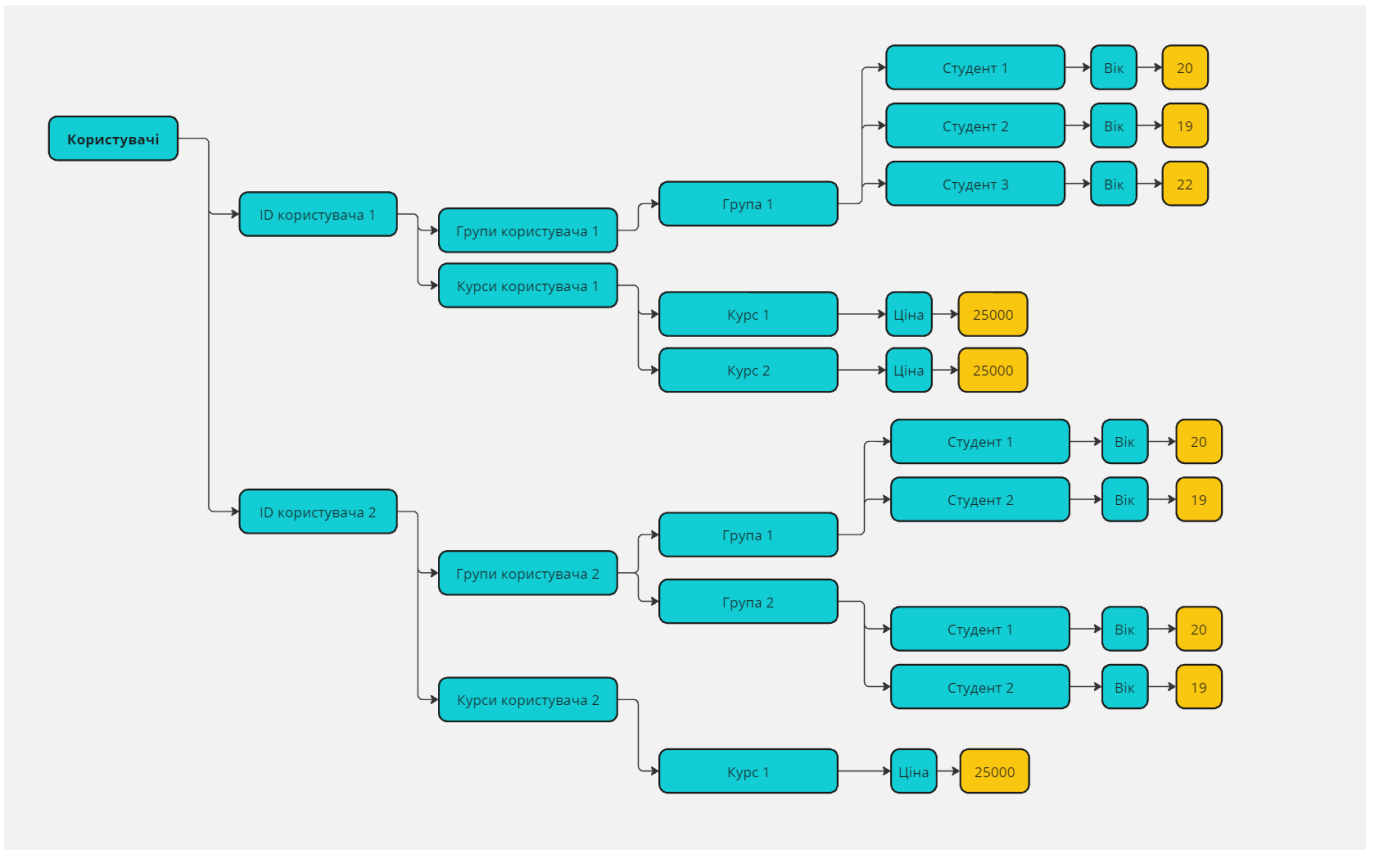 Користувачі
ID користувача 1
Групи користувача 1
Група 1
Студент 1
Вік
20
Студент 2
Вік
19
Студент 3
Вік
22
Курси користувача 1
Курс 1
Ціна
25000
Курс 2
Ціна
25000
ID користувача 2
Групи користувача 2
Група 1
Студент 1
Вік
20
Студент 2
Вік
19
Група 2
Студент 1
Вік
20
Студент 2
Вік
19
Курси користувача 2
Курс 1
Ціна
25000